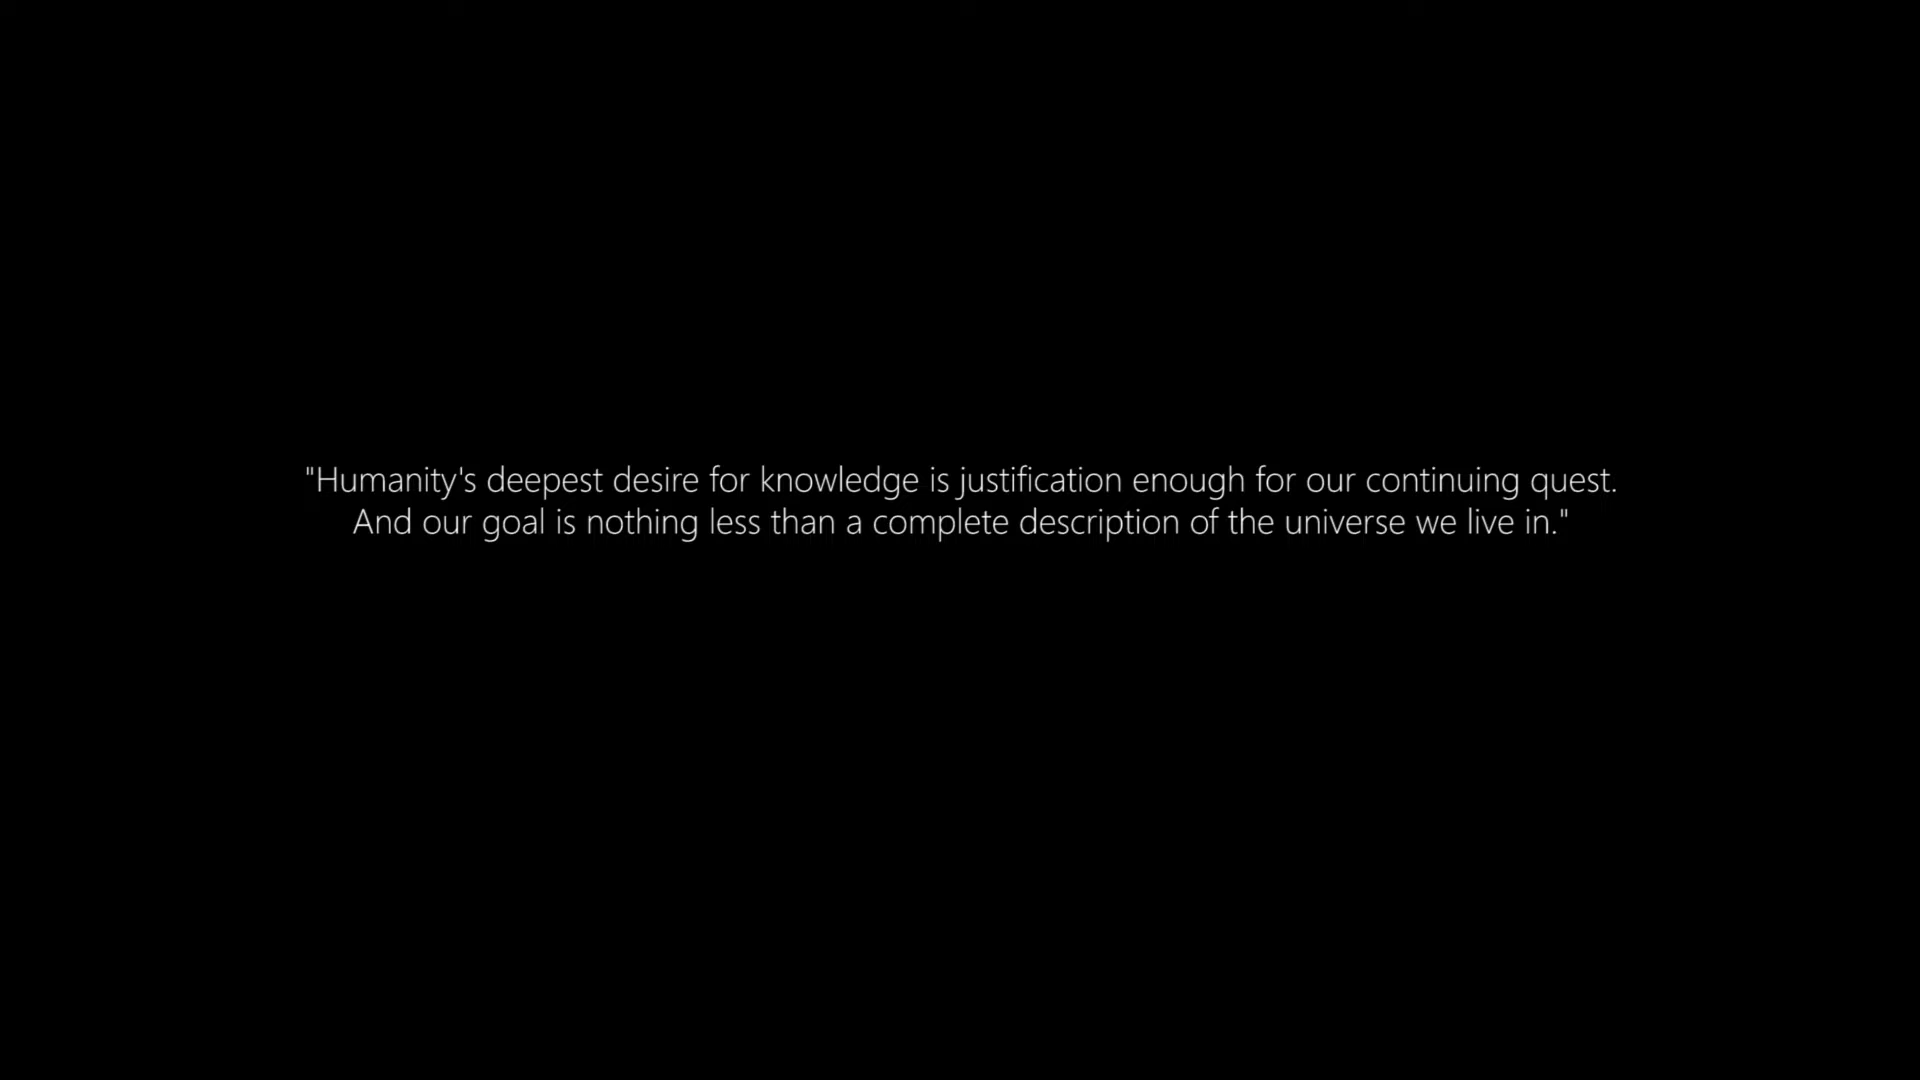 "Humanity's deepest desire for knowledge is justification enough for our continuing quest.
And our goal is nothing less than a complete description of the universe we live in."